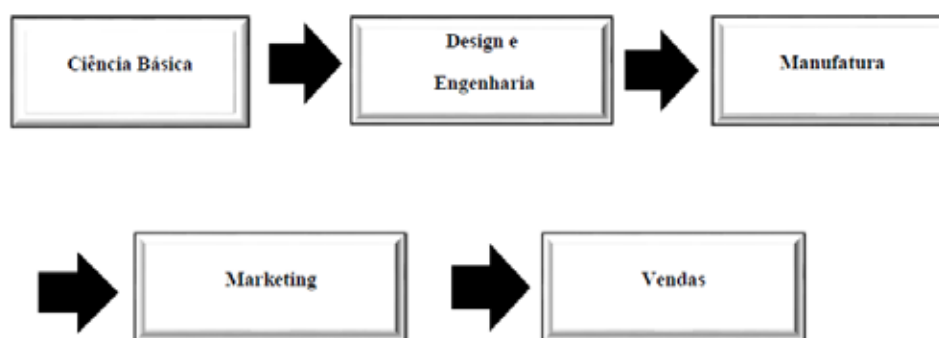 Ciência Básica
Design e
Engenharia
Manufatura
Marketing
Vendas